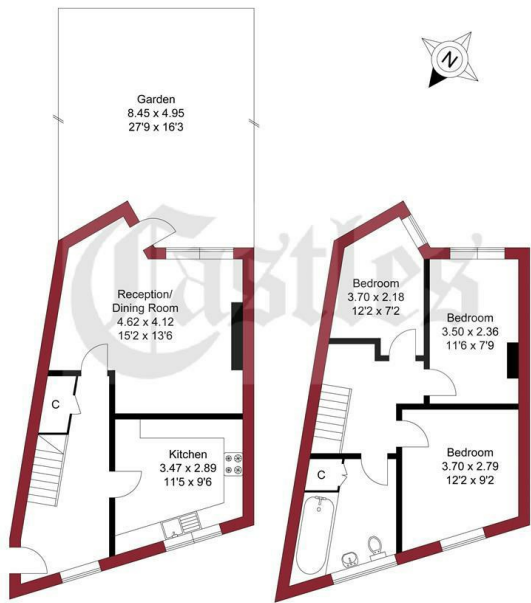 Garden
8.45 x 4.95
27'9 x 16'3
N
Castles
Reception/
Dining Room
4.62 x 4.12
15'2 x 13'6
C
Kitchen
3.47 x 2.89
11'5 x 9'6
Bedroom
3.70 x 2.18
12'2 x 7'2
Bedroom
3.50 x 2.36
11'6 x 7'9
Bedroom
3.70 x 2.79
12'2 x 9'2
C